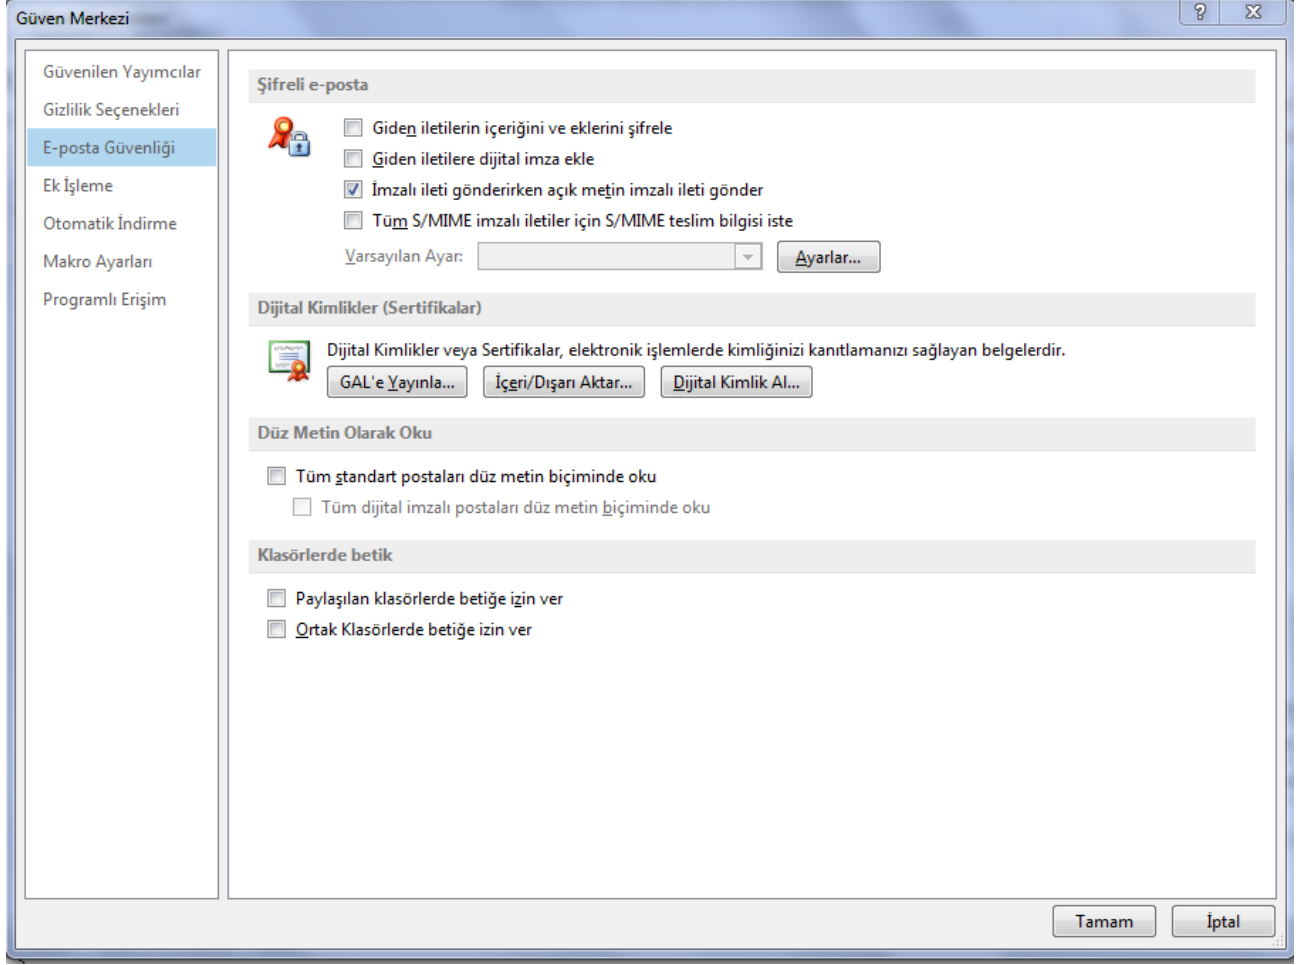 Güven Merkezi
Güvenilen Yayımcılar
Gizlilik Seçenekleri
E-posta Güvenliği
Ek İşleme
Otomatik İndirme
Makro Ayarları
Programlı Erişim
Şifreli e-posta
Giden iletilerin içeriğini ve eklerini şifrele
Giden iletilere dijital imza ekle
İmzalı ileti gönderirken açık metin imzalı ileti gönder
Tüm S/MIME imzalı iletiler için S/MIME teslim bilgisi iste
Varsayılan Ayar:
Ayarlar...
Dijital Kimlikler (Sertifikalar)
Dijital Kimlikler veya Sertifikalar, elektronik işlemlerde kimliğinizi kanıtlamanızı sağlayan belgelerdir.
GAL'e Yayınla... İçeri/Dışarı Aktar... Dijital Kimlik Al...
Düz Metin Olarak Oku
Tüm standart postaları düz metin biçiminde oku
Tüm dijital imzalı postaları düz metin biçiminde oku
Klasörlerde betik
Paylaşılan klasörlerde betiğe izin ver
Ortak Klasörlerde betiğe izin ver
Tamam İptal